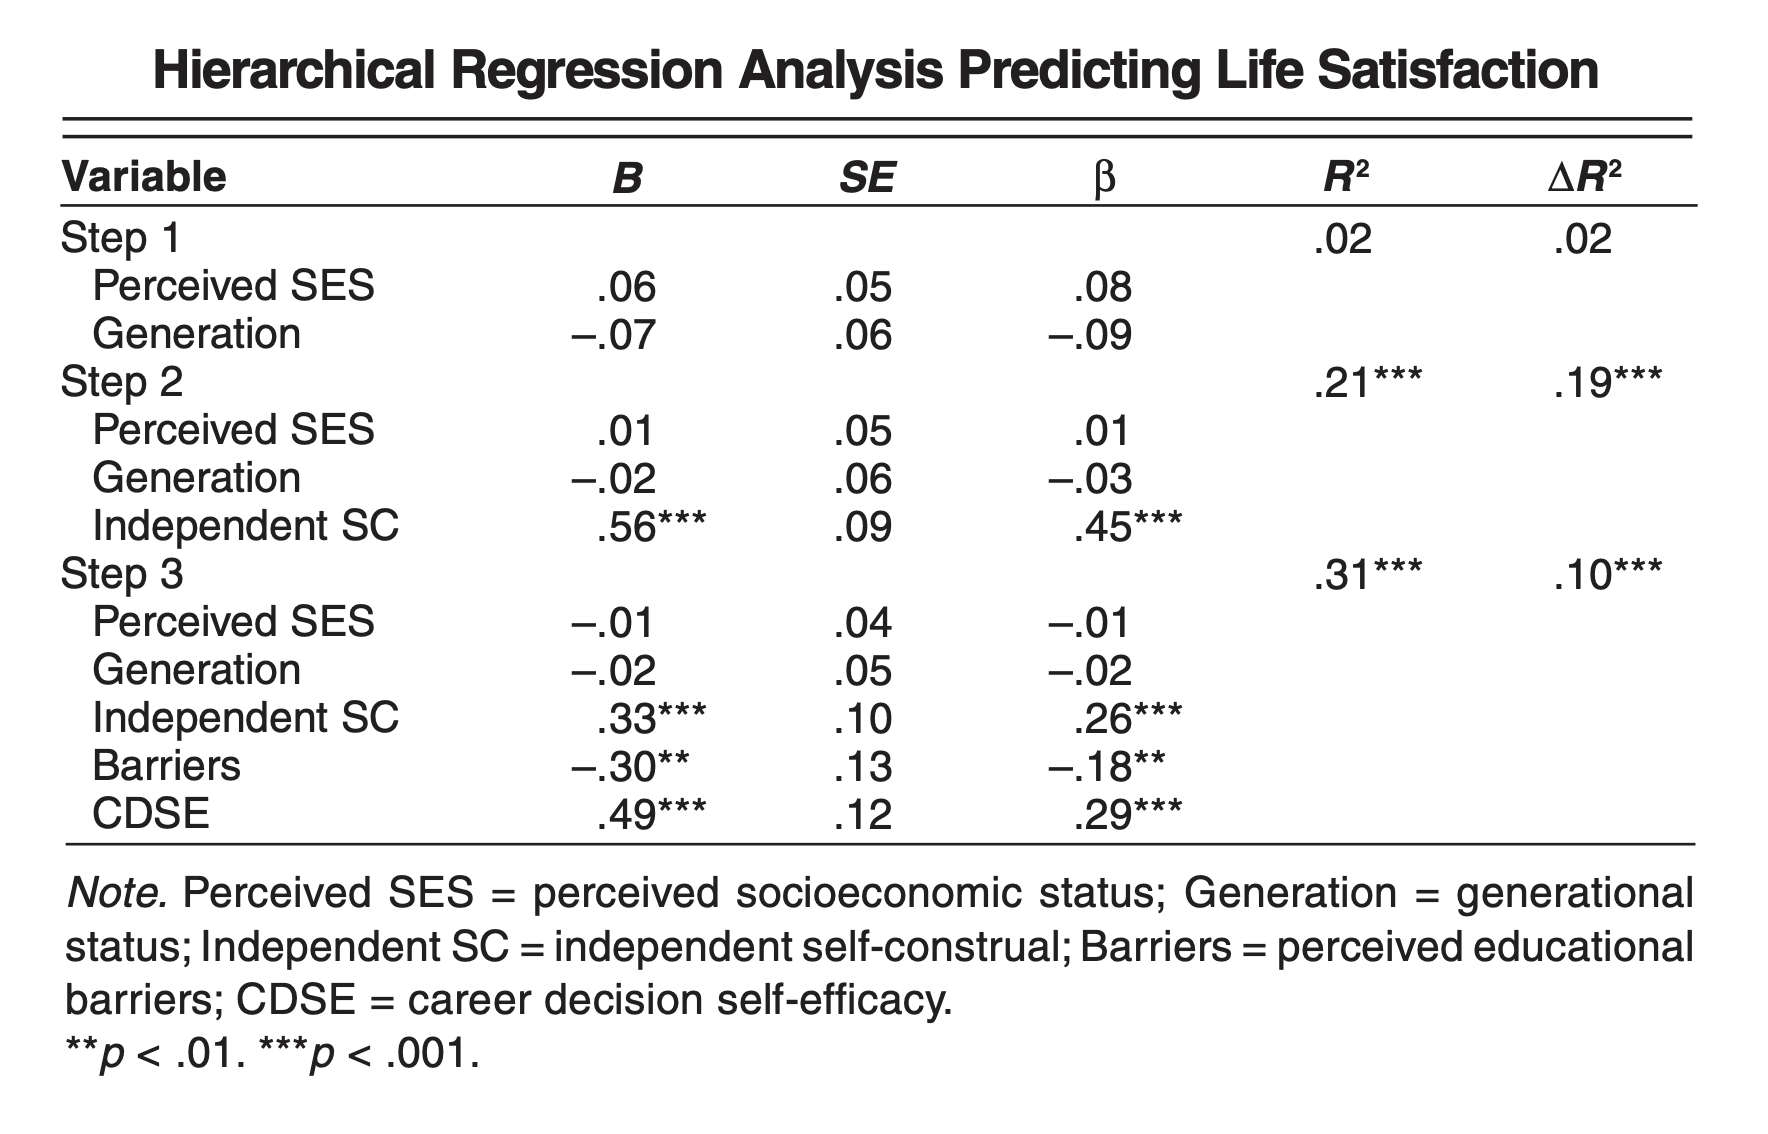 Hierarchical Regression Analysis Predicting Life Satisfaction
Variable B SE β R² ΔR²
Step 1 .02 .02
Perceived SES .06 .05 .08
Generation –.07 .06 –.09
Step 2 .21*** .19***
Perceived SES .01 .05 .01
Generation –.02 .06 –.03
Independent SC .56*** .09 .45***
Step 3 .31*** .10***
Perceived SES –.01 .04 –.01
Generation –.02 .05 –.02
Independent SC .33*** .10 .26***
Barriers –.30** .13 –.18**
CDSE .49*** .12 .29***
Note. Perceived SES = perceived socioeconomic status; Generation = generational
status; Independent SC = independent self-construal; Barriers = perceived educational
barriers; CDSE = career decision self-efficacy.
**p < .01. ***p < .001.